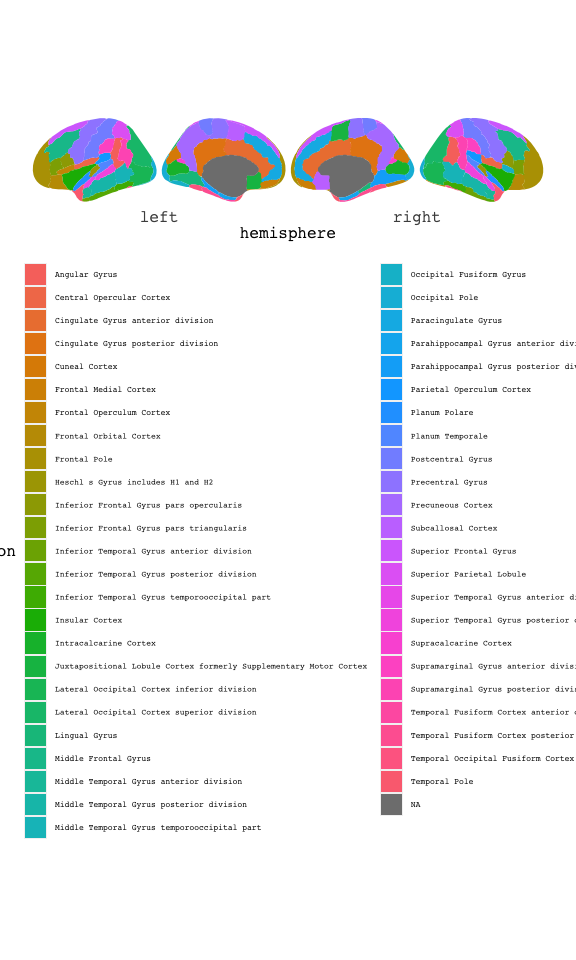 left
right
hemisphere
on
Angular Gyrus
Central Opercular Cortex
Cingulate Gyrus anterior division
Cingulate Gyrus posterior division
Cuneal Cortex
Frontal Medial Cortex
Frontal Operculum Cortex
Frontal Orbital Cortex
Frontal Pole
Heschl s Gyrus includes H1 and H2
Inferior Frontal Gyrus pars opercularis
Inferior Frontal Gyrus pars triangularis
Inferior Temporal Gyrus anterior division
Inferior Temporal Gyrus posterior division
Inferior Temporal Gyrus temporooccipital part
Insular Cortex
Intracalcarine Cortex
Juxtapositional Lobule Cortex formerly Supplementary Motor Cortex
Lateral Occipital Cortex inferior division
Lateral Occipital Cortex superior division
Lingual Gyrus
Middle Frontal Gyrus
Middle Temporal Gyrus anterior division
Middle Temporal Gyrus posterior division
Middle Temporal Gyrus temporooccipital part
Occipital Fusiform Gyrus
Occipital Pole
Paracingulate Gyrus
Parahippocampal Gyrus anterior div
Parahippocampal Gyrus posterior di
Parietal Operculum Cortex
Planum Polare
Planum Temporale
Postcentral Gyrus
Precentral Gyrus
Precuneous Cortex
Subcallosal Cortex
Superior Frontal Gyrus
Superior Parietal Lobule
Superior Temporal Gyrus anterior d
Superior Temporal Gyrus posterior
Supracalcarine Cortex
Supramarginal Gyrus anterior divis
Supramarginal Gyrus posterior divis
Temporal Fusiform Cortex anterior
Temporal Fusiform Cortex posterior
Temporal Occipital Fusiform Cortex
Temporal Pole
NA